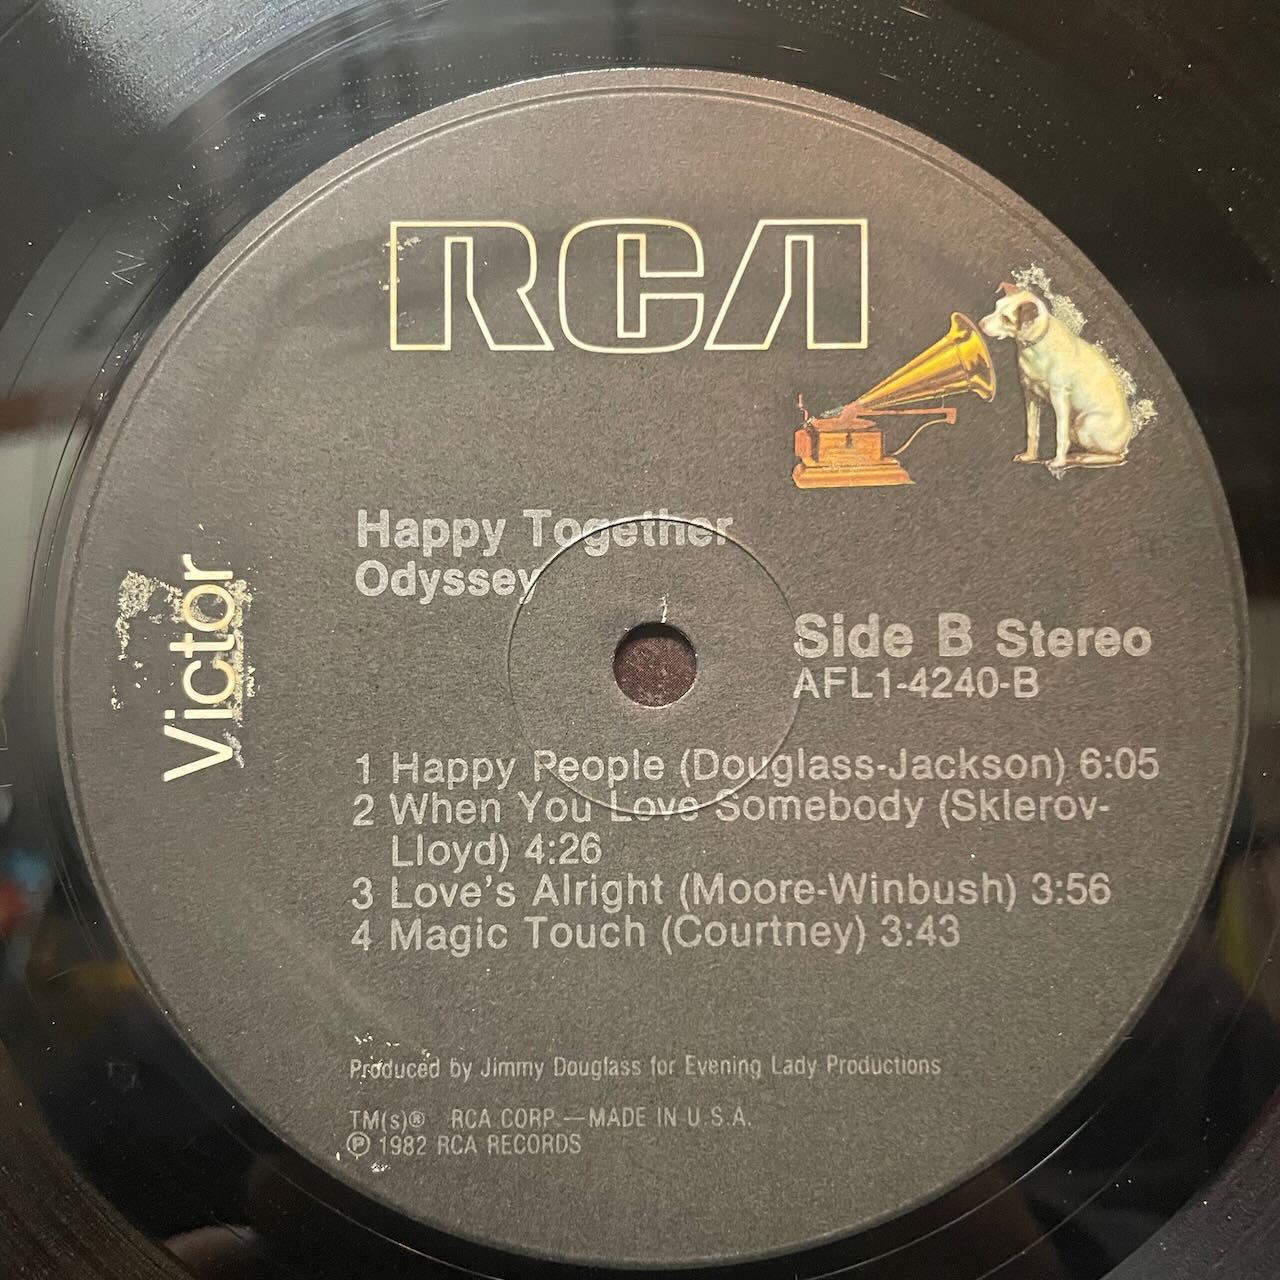 RCA
Victor
Happy Together
Odyssey
Side B Stereo
AFL1-4240-B
1 Happy People (Douglass-Jackson) 6:05
2 When You Love Somebody (Sklerov-
Lloyd) 4:26
3 Love's Alright (Moore-Winbush) 3:56
4 Magic Touch (Courtney) 3:43
Produced by Jimmy Douglass for Evening Lady Productions
TM(s)® RCA CORP.—MADE IN U.S.A.
℗ 1982 RCA RECORDS